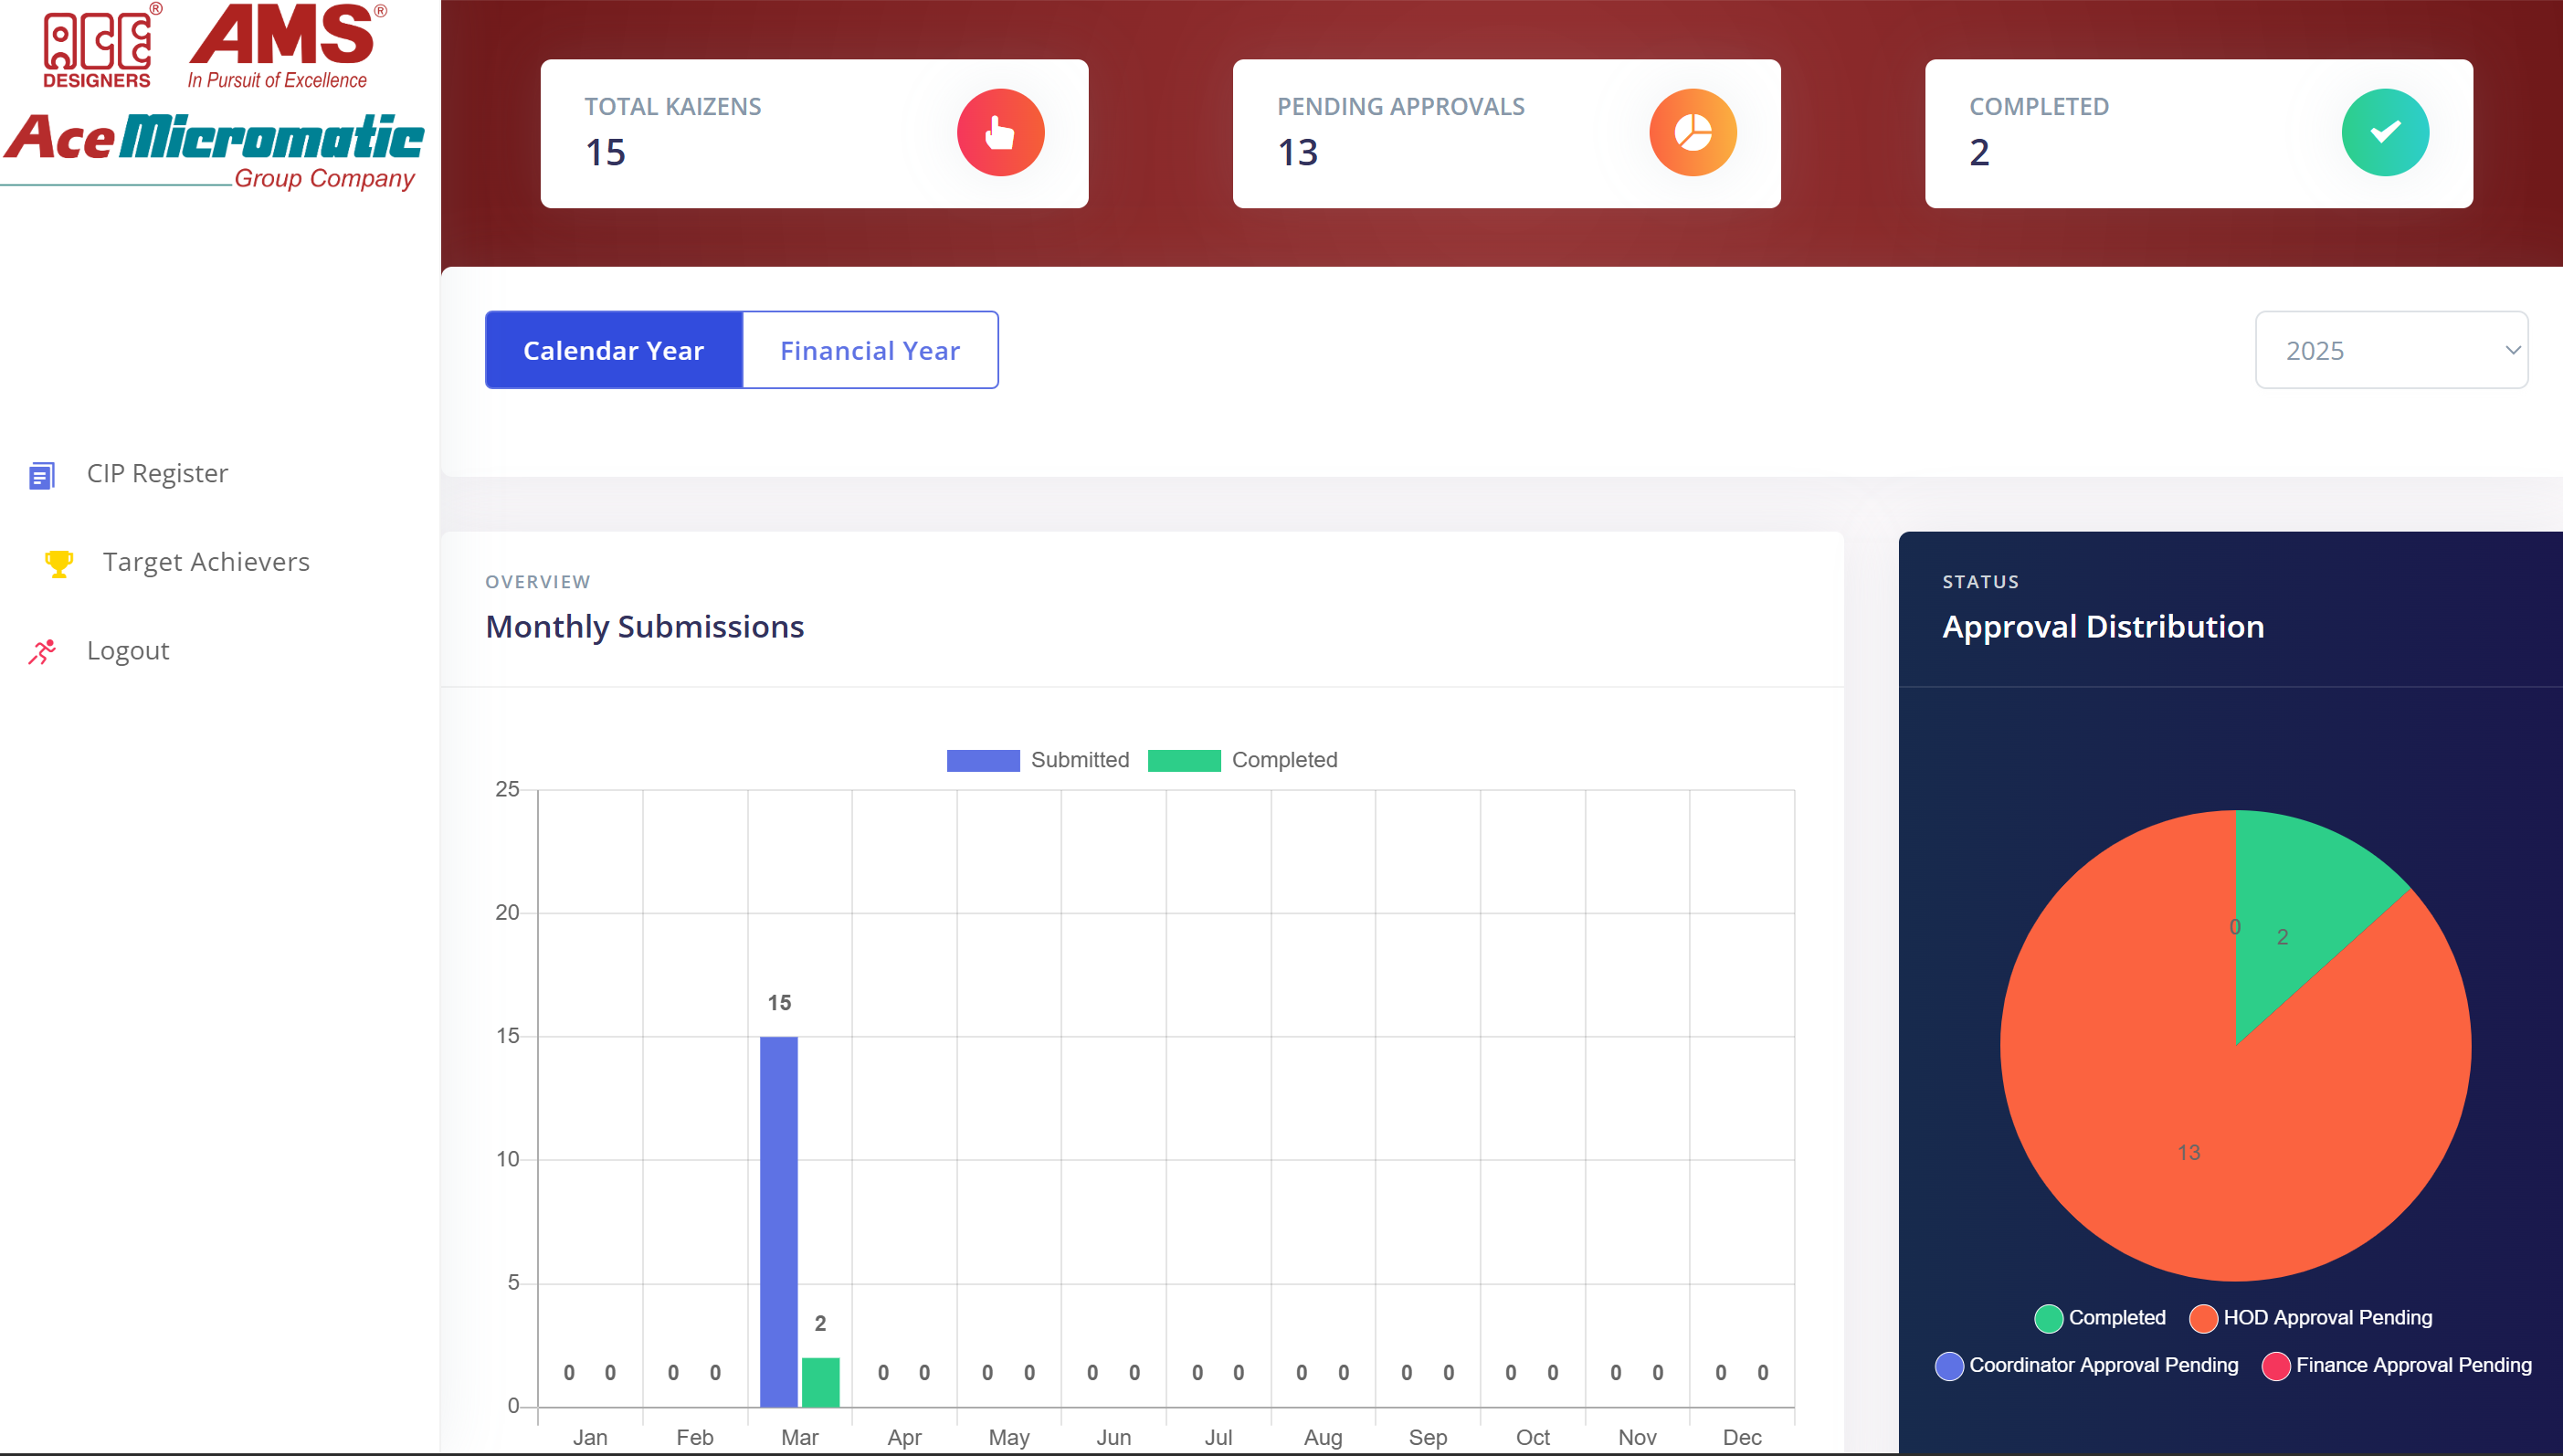 ACE ® AMS ®
DESIGNERS In Pursuit of Excellence
Ace Micromatic
Group Company
CIP Register
Target Achievers
Logout
TOTAL KAIZENS
15
PENDING APPROVALS
13
COMPLETED
2
Calendar Year Financial Year
2025
OVERVIEW
Monthly Submissions
Submitted Completed
25
20
15
10
5
0
15
2
0 0 0 0 0 0 0 0 0 0 0 0 0 0 0 0 0 0 0 0 0 0
Jan Feb Mar Apr May Jun Jul Aug Sep Oct Nov Dec
STATUS
Approval Distribution
0
2
13
Completed HOD Approval Pending
Coordinator Approval Pending Finance Approval Pending